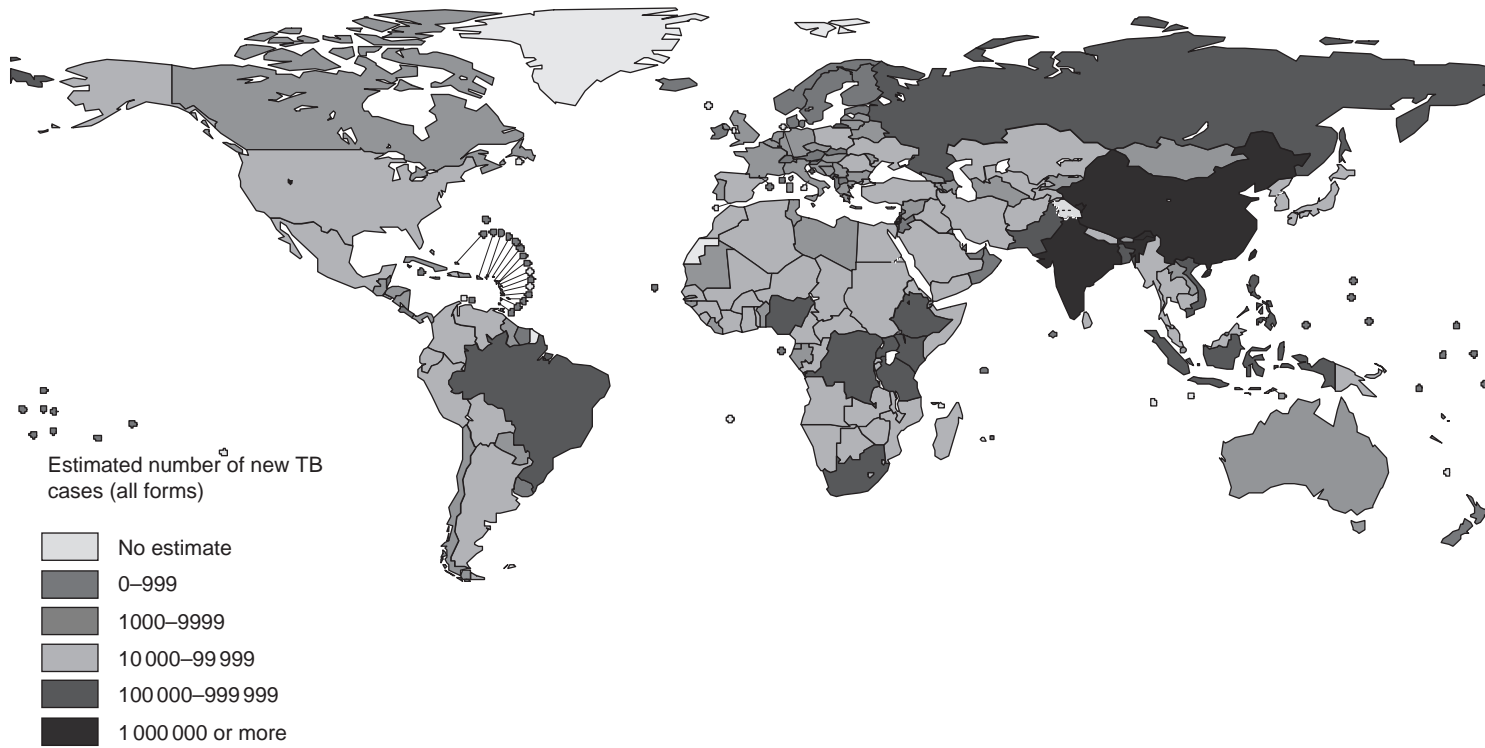 Estimated number of new TB
cases (all forms)
No estimate
0–999
1000–9999
10 000–99 999
100 000–999 999
1 000 000 or more